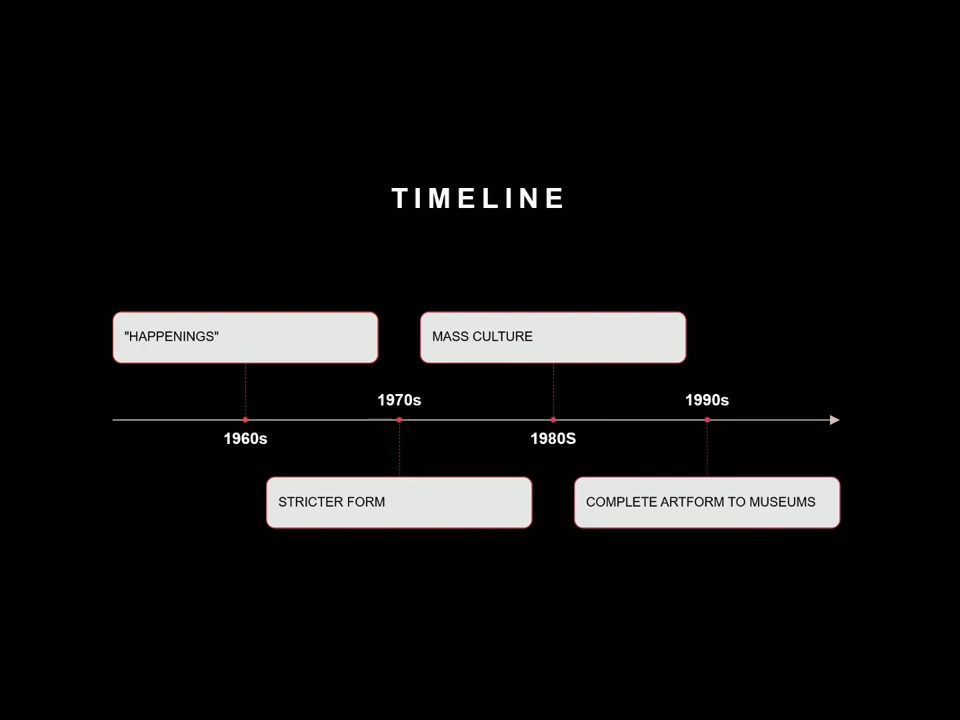 TIMELINE
"HAPPENINGS"
MASS CULTURE
1970s
1990s
1960s
1980S
STRICTER FORM
COMPLETE ARTFORM TO MUSEUMS